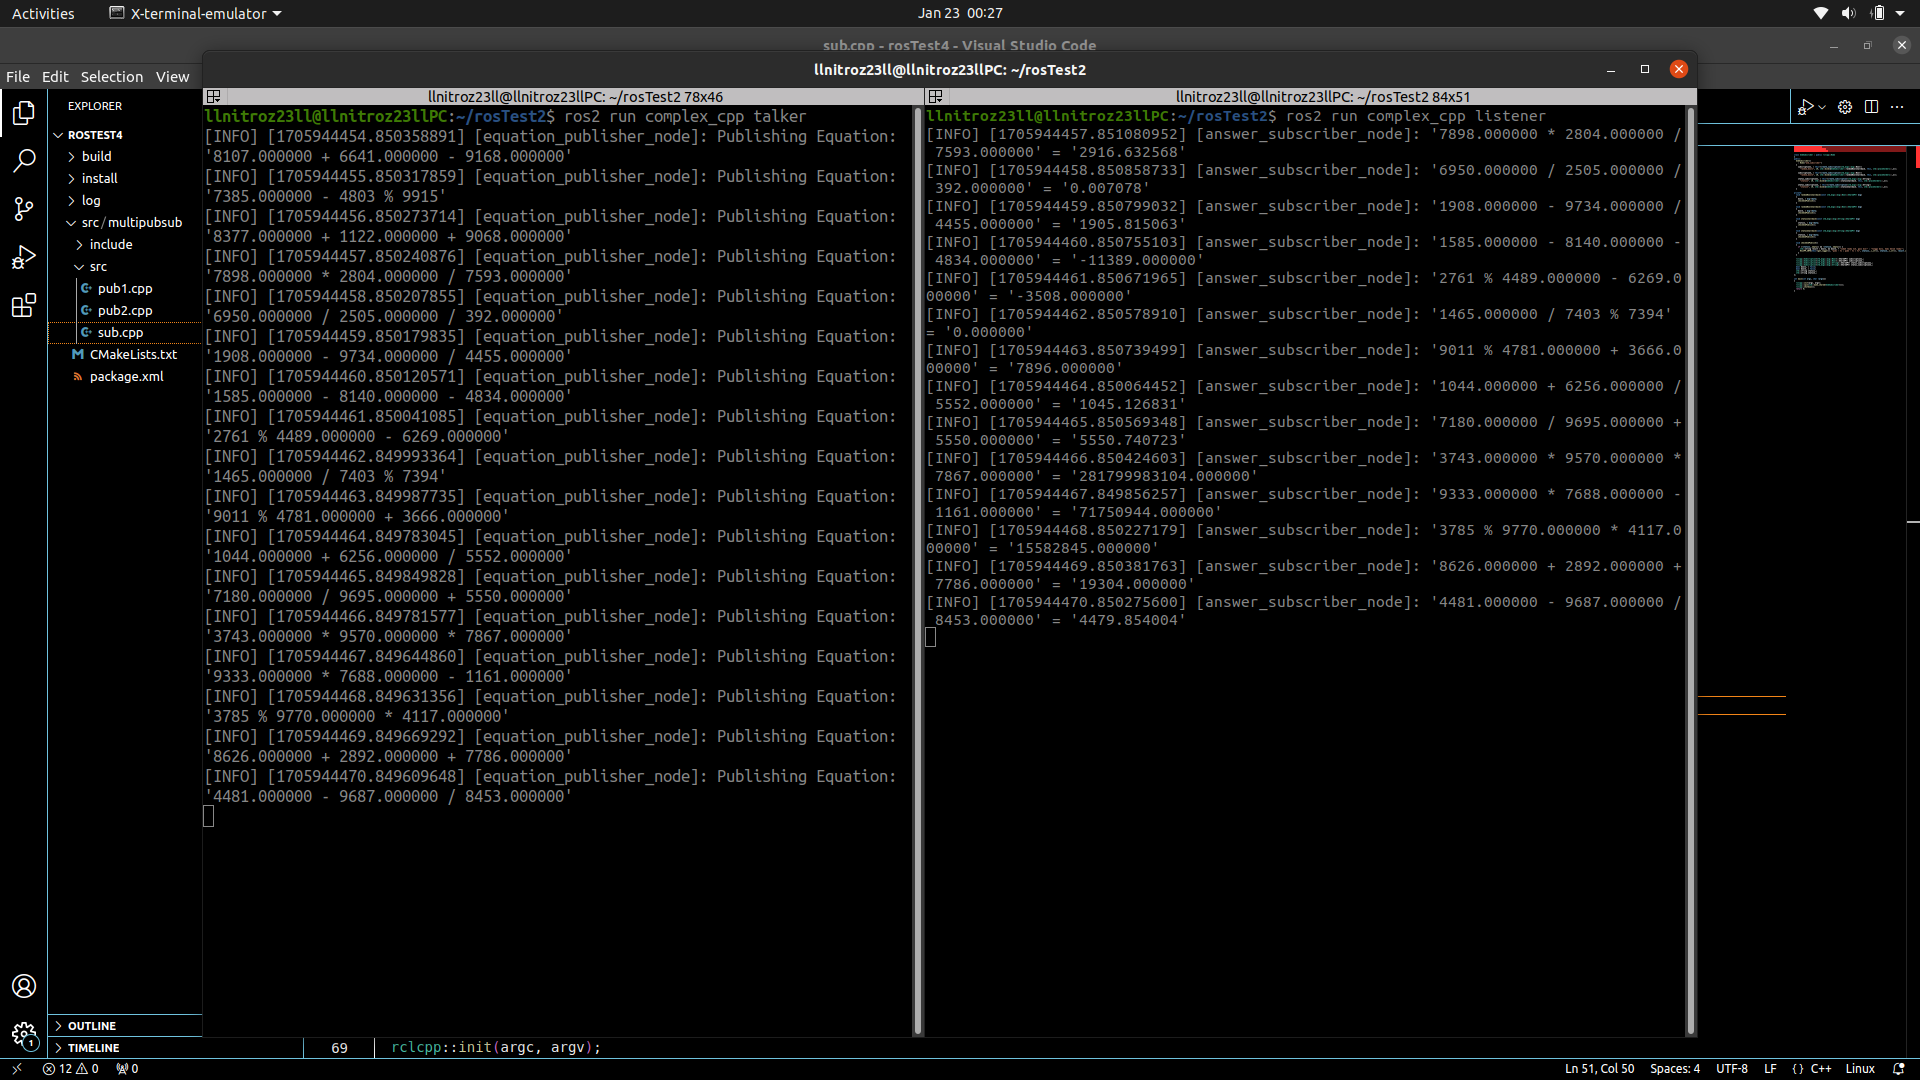 Activities
X-terminal-emulator
Jan 23 00:27
sub.cpp - rosTest4 - Visual Studio Code
File Edit Selection View
llnitroz23ll@llnitroz23llPC: ~/rosTest2
EXPLORER
ROSTEST4
build
install
log
src/multipubsub
include
src
pub1.cpp
pub2.cpp
sub.cpp
CMakeLists.txt
package.xml
OUTLINE
TIMELINE
llnitroz23ll@llnitroz23llPC: ~/rosTest2 78x46
llnitroz23ll@llnitroz23llPC:~/rosTest2$ ros2 run complex_cpp talker
[INFO] [1705944454.850358891] [equation_publisher_node]: Publishing Equation:
'8107.000000 + 6641.000000 - 9168.000000'
[INFO] [1705944455.850317859] [equation_publisher_node]: Publishing Equation:
'7385.000000 - 4803 % 9915'
[INFO] [1705944456.850273714] [equation_publisher_node]: Publishing Equation:
'8377.000000 + 1122.000000 + 9068.000000'
[INFO] [1705944457.850240876] [equation_publisher_node]: Publishing Equation:
'7898.000000 * 2804.000000 / 7593.000000'
[INFO] [1705944458.850207855] [equation_publisher_node]: Publishing Equation:
'6950.000000 / 2505.000000 / 392.000000'
[INFO] [1705944459.850179835] [equation_publisher_node]: Publishing Equation:
'1908.000000 - 9734.000000 / 4455.000000'
[INFO] [1705944460.850120571] [equation_publisher_node]: Publishing Equation:
'1585.000000 - 8140.000000 - 4834.000000'
[INFO] [1705944461.850041085] [equation_publisher_node]: Publishing Equation:
'2761 % 4489.000000 - 6269.000000'
[INFO] [1705944462.849993364] [equation_publisher_node]: Publishing Equation:
'1465.000000 / 7403 % 7394'
[INFO] [1705944463.849987735] [equation_publisher_node]: Publishing Equation:
'9011 % 4781.000000 + 3666.000000'
[INFO] [1705944464.849783045] [equation_publisher_node]: Publishing Equation:
'1044.000000 + 6256.000000 / 5552.000000'
[INFO] [1705944465.849849828] [equation_publisher_node]: Publishing Equation:
'7180.000000 / 9695.000000 + 5550.000000'
[INFO] [1705944466.849781577] [equation_publisher_node]: Publishing Equation:
'3743.000000 * 9570.000000 * 7867.000000'
[INFO] [1705944467.849644860] [equation_publisher_node]: Publishing Equation:
'9333.000000 * 7688.000000 - 1161.000000'
[INFO] [1705944468.849631356] [equation_publisher_node]: Publishing Equation:
'3785 % 9770.000000 * 4117.000000'
[INFO] [1705944469.849669292] [equation_publisher_node]: Publishing Equation:
'8626.000000 + 2892.000000 + 7786.000000'
[INFO] [1705944470.849609648] [equation_publisher_node]: Publishing Equation:
'4481.000000 - 9687.000000 / 8453.000000'
llnitroz23ll@llnitroz23llPC: ~/rosTest2 84x51
llnitroz23ll@llnitroz23llPC:~/rosTest2$ ros2 run complex_cpp listener
[INFO] [1705944457.851080952] [answer_subscriber_node]: '7898.000000 * 2804.000000 /
7593.000000' = '2916.632568'
[INFO] [1705944458.850858733] [answer_subscriber_node]: '6950.000000 / 2505.000000 /
392.000000' = '0.007078'
[INFO] [1705944459.850799032] [answer_subscriber_node]: '1908.000000 - 9734.000000 /
4455.000000' = '1905.815063'
[INFO] [1705944460.850755103] [answer_subscriber_node]: '1585.000000 - 8140.000000 -
4834.000000' = '-11389.000000'
[INFO] [1705944461.850671965] [answer_subscriber_node]: '2761 % 4489.000000 - 6269.0
00000' = '-3508.000000'
[INFO] [1705944462.850578910] [answer_subscriber_node]: '1465.000000 / 7403 % 7394'
= '0.000000'
[INFO] [1705944463.850739499] [answer_subscriber_node]: '9011 % 4781.000000 + 3666.0
00000' = '7896.000000'
[INFO] [1705944464.850064452] [answer_subscriber_node]: '1044.000000 + 6256.000000 /
5552.000000' = '1045.126831'
[INFO] [1705944465.850569348] [answer_subscriber_node]: '7180.000000 / 9695.000000 +
5550.000000' = '5550.740723'
[INFO] [1705944466.850424603] [answer_subscriber_node]: '3743.000000 * 9570.000000 *
7867.000000' = '281799983104.000000'
[INFO] [1705944467.849856257] [answer_subscriber_node]: '9333.000000 * 7688.000000 -
1161.000000' = '71750944.000000'
[INFO] [1705944468.850227179] [answer_subscriber_node]: '3785 % 9770.000000 * 4117.0
00000' = '15582845.000000'
[INFO] [1705944469.850381763] [answer_subscriber_node]: '8626.000000 + 2892.000000 +
7786.000000' = '19304.000000'
[INFO] [1705944470.850275600] [answer_subscriber_node]: '4481.000000 - 9687.000000 /
8453.000000' = '4479.854004'
69 rclcpp::init(argc, argv);
1
12 0 0
Ln 51, Col 50 Spaces: 4 UTF-8 LF {} C++ Linux